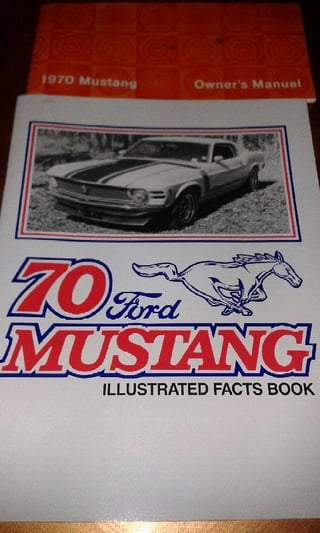 1970 Mustang Owner's Manual
70 Ford
MUSTANG
ILLUSTRATED FACTS BOOK